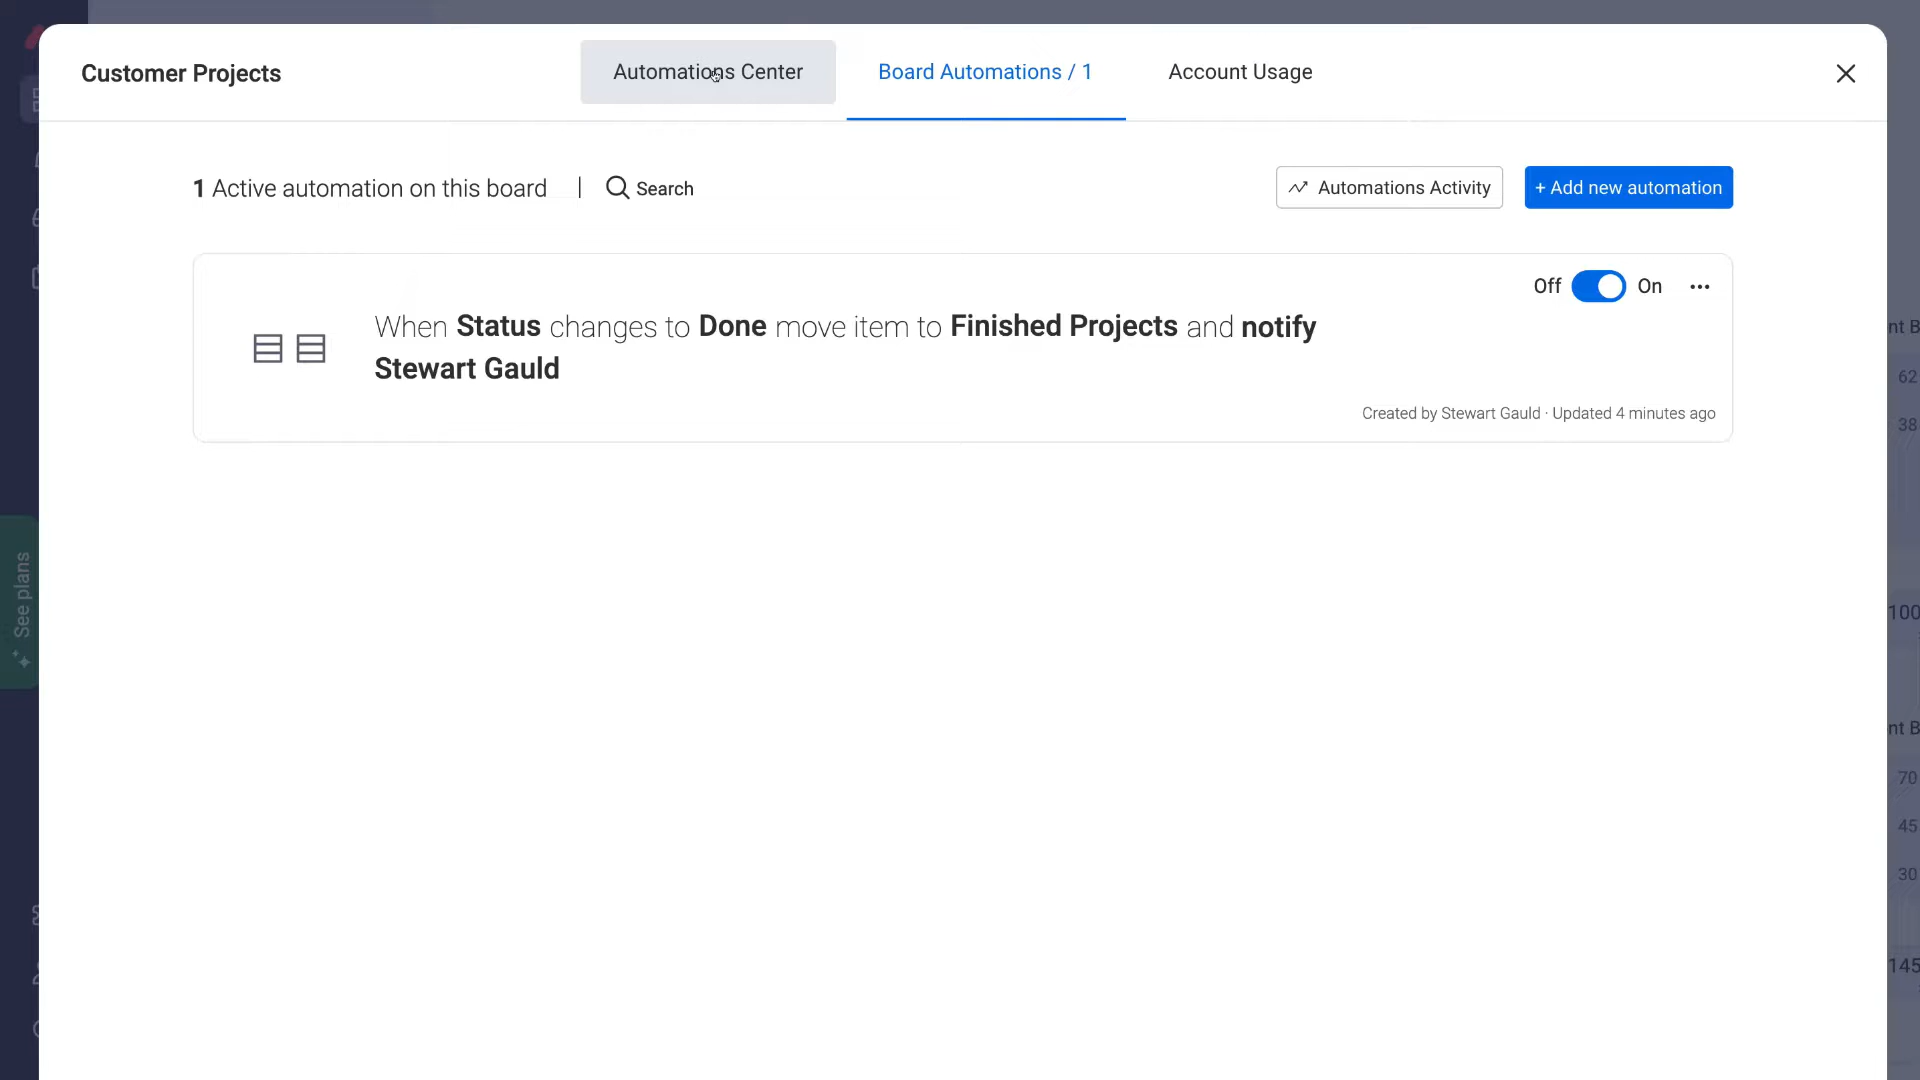 Customer Projects
Automations Center
Board Automations / 1
Account Usage
1 Active automation on this board
Search
Automations Activity
+ Add new automation
Off
On
When Status changes to Done move item to Finished Projects and notify
Stewart Gauld
Created by Stewart Gauld · Updated 4 minutes ago
See plans
nt B
62
38
100
nt B
70
45
30
145